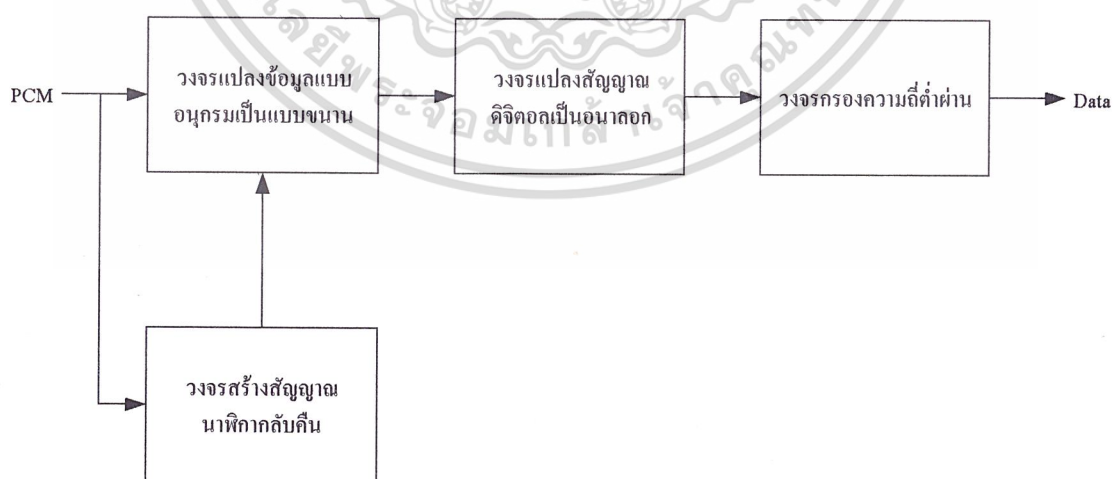 PCM
วงจรแปลงข้อมูลแบบ
อนุกรมเป็นแบบขนาน
วงจรแปลงสัญญาณ
ดิจิตอลเป็นอนาลอก
วงจรกรองความถี่ต่ำผ่าน
Data
วงจรสร้างสัญญาณ
นาฬิกากลับคืน